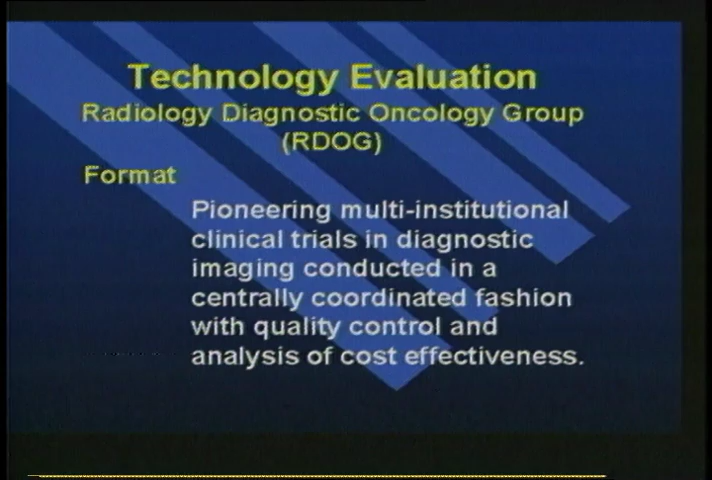 Technology Evaluation
Radiology Diagnostic Oncology Group
(RDOG)
Format
Pioneering multi-institutional
clinical trials in diagnostic
imaging conducted in a
centrally coordinated fashion
with quality control and
analysis of cost effectiveness.